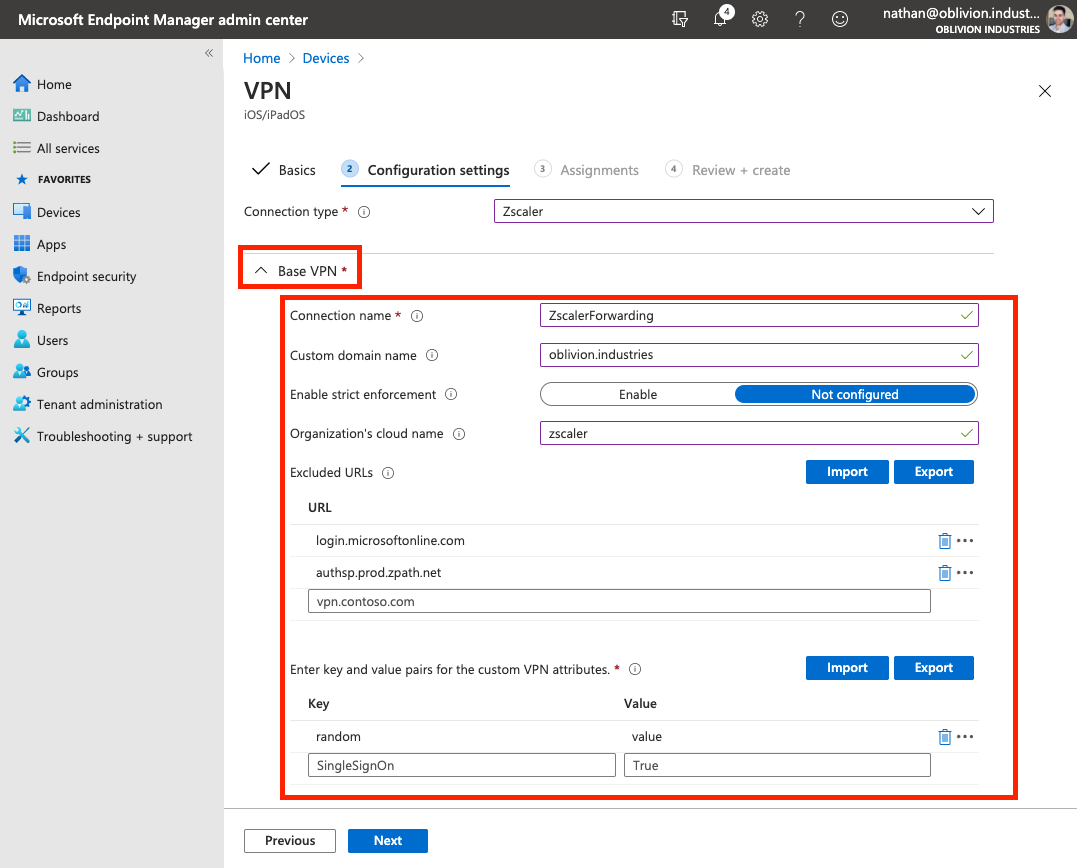 Microsoft Endpoint Manager admin center
4
nathan@oblivion.indust...
OBLIVION INDUSTRIES
«
Home
Dashboard
All services
FAVORITES
Devices
Apps
Endpoint security
Reports
Users
Groups
Tenant administration
Troubleshooting + support
Home > Devices >
VPN
iOS/iPadOS
Basics 2 Configuration settings 3 Assignments 4 Review + create
Connection type * Zscaler
Base VPN *
Connection name * ZscalerForwarding
Custom domain name oblivion.industries
Enable strict enforcement Enable Not configured
Organization's cloud name zscaler
Excluded URLs Import Export
URL
login.microsoftonline.com
authsp.prod.zpath.net
vpn.contoso.com
Enter key and value pairs for the custom VPN attributes. * Import Export
Key Value
random value
SingleSignOn True
Previous Next